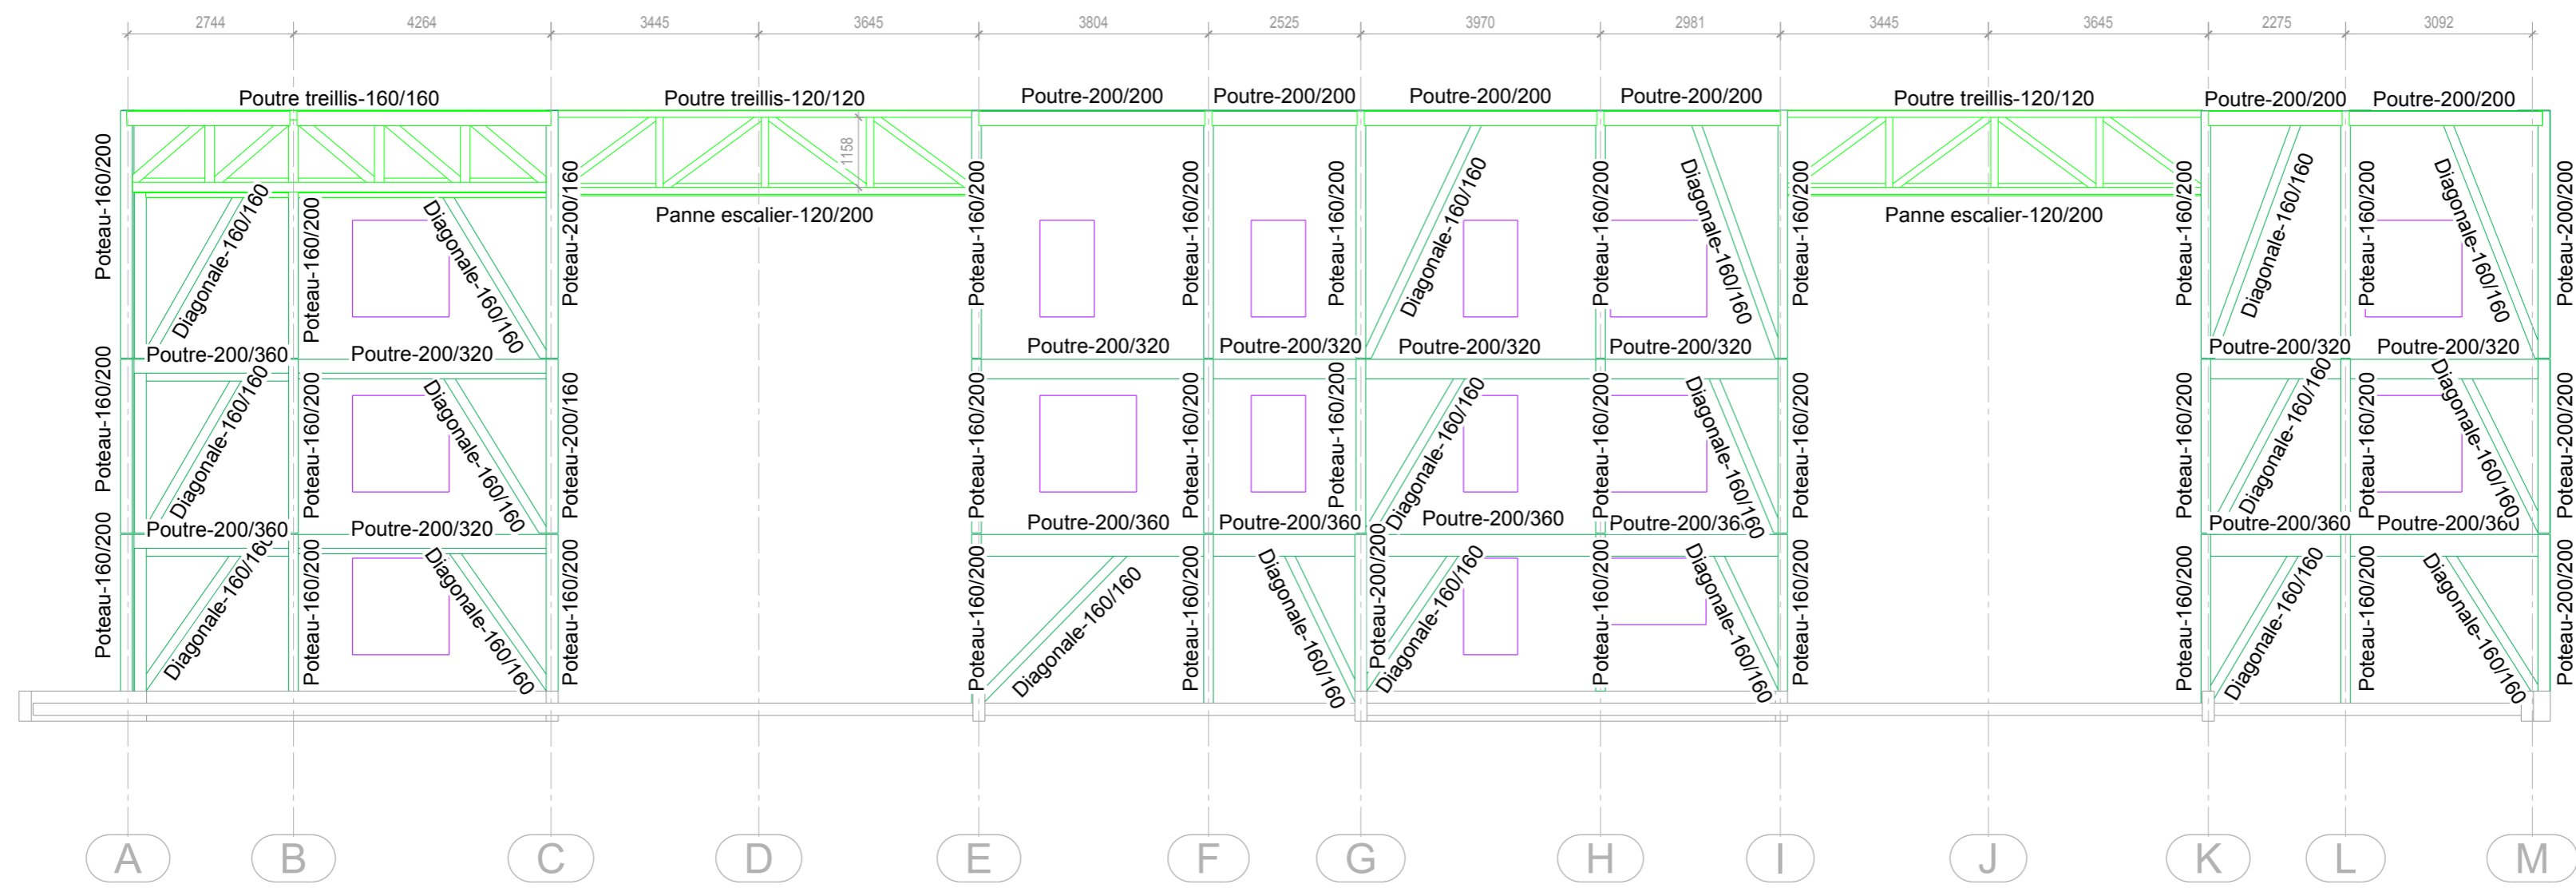 2744 4264 3445 3645 3804 2525 3970 2981 3445 3645 2275 3092
Poutre treillis-160/160 Poutre treillis-120/120 Poutre-200/200 Poutre-200/200 Poutre-200/200 Poutre-200/200 Poutre treillis-120/120 Poutre-200/200 Poutre-200/200
1158
Panne escalier-120/200 Panne escalier-120/200
Poteau-160/200 Diagonale-160/160 Poteau-160/200 Diagonale-160/160 Poteau-200/160 Poteau-160/200 Poteau-160/200 Poteau-160/200 Diagonale-160/160 Poteau-160/200 Diagonale-160/160 Poteau-160/200 Poteau-160/200 Diagonale-160/160 Poteau-160/200 Diagonale-160/160 Poteau-200/200
Poutre-200/360 Poutre-200/320 Poutre-200/320 Poutre-200/320 Poutre-200/320 Poutre-200/320 Poutre-200/320 Poutre-200/320
Poteau-160/200 Diagonale-160/160 Poteau-160/200 Diagonale-160/160 Poteau-200/160 Poteau-160/200 Poteau-160/200 Poteau-160/200 Diagonale-160/160 Poteau-160/200 Diagonale-160/160 Poteau-160/200 Poteau-160/200 Diagonale-160/160 Poteau-160/200 Diagonale-160/160 Poteau-200/200
Poutre-200/360 Poutre-200/320 Poutre-200/360 Poutre-200/360 Poutre-200/360 Poutre-200/360 Poutre-200/360 Poutre-200/360
Poteau-160/200 Diagonale-160/160 Poteau-160/200 Diagonale-160/160 Poteau-160/200 Poteau-160/200 Diagonale-160/160 Poteau-160/200 Diagonale-160/160 Poteau-200/200 Diagonale-160/160 Poteau-160/200 Diagonale-160/160 Poteau-160/200 Poteau-160/200 Diagonale-160/160 Poteau-160/200 Diagonale-160/160 Poteau-200/200
A B C D E F G H I J K L M